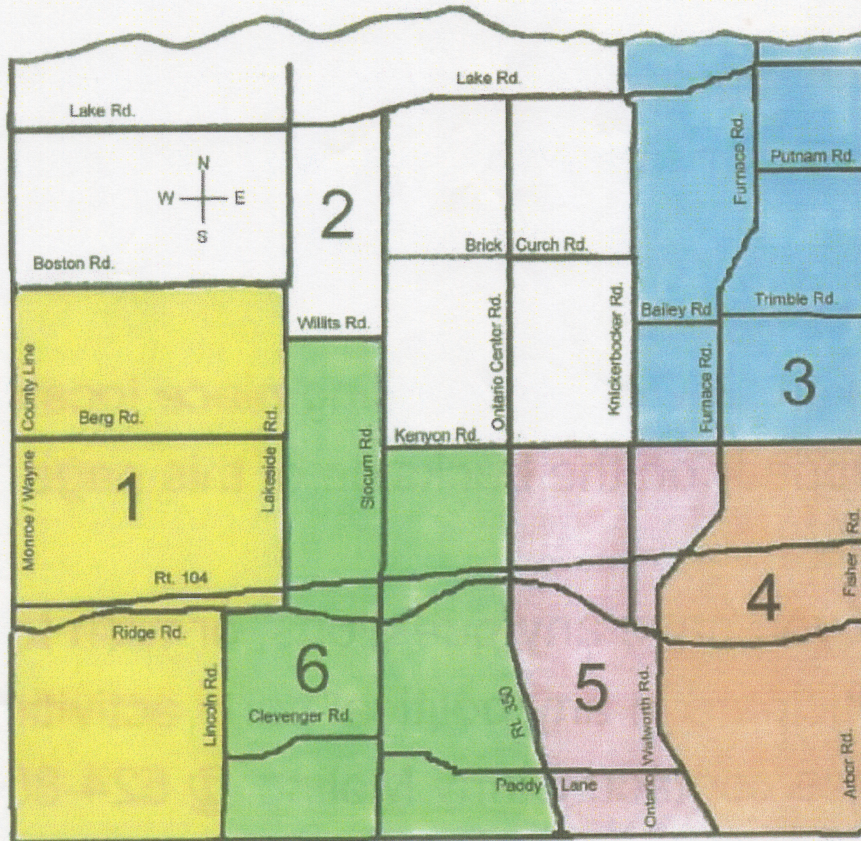 Lake Rd.
Lake Rd.
Furnace Rd.
Putnam Rd.
N
W E
S
2
Boston Rd.
Brick Curch Rd.
Willits Rd.
Bailey Rd
Trimble Rd.
Monroe / Wayne County Line
Berg Rd.
Lakeside Rd.
Slocum Rd
Kenyon Rd.
Ontario Center Rd.
Knickerbocker Rd.
Furnace Rd.
3
1
Rt. 104
Ridge Rd.
Lincoln Rd.
6
Clevenger Rd.
Rt. 350
5
Paddy Lane
Ontario Walworth Rd.
4
Fisher Rd.
Arbor Rd.